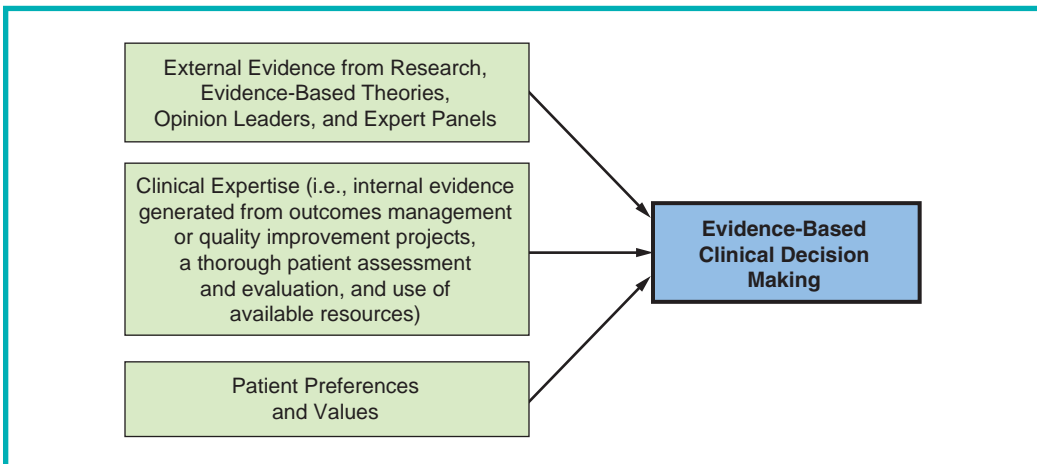 External Evidence from Research,
Evidence-Based Theories,
Opinion Leaders, and Expert Panels
Clinical Expertise (i.e., internal evidence
generated from outcomes management
or quality improvement projects,
a thorough patient assessment
and evaluation, and use of
available resources)
Patient Preferences
and Values
Evidence-Based
Clinical Decision
Making